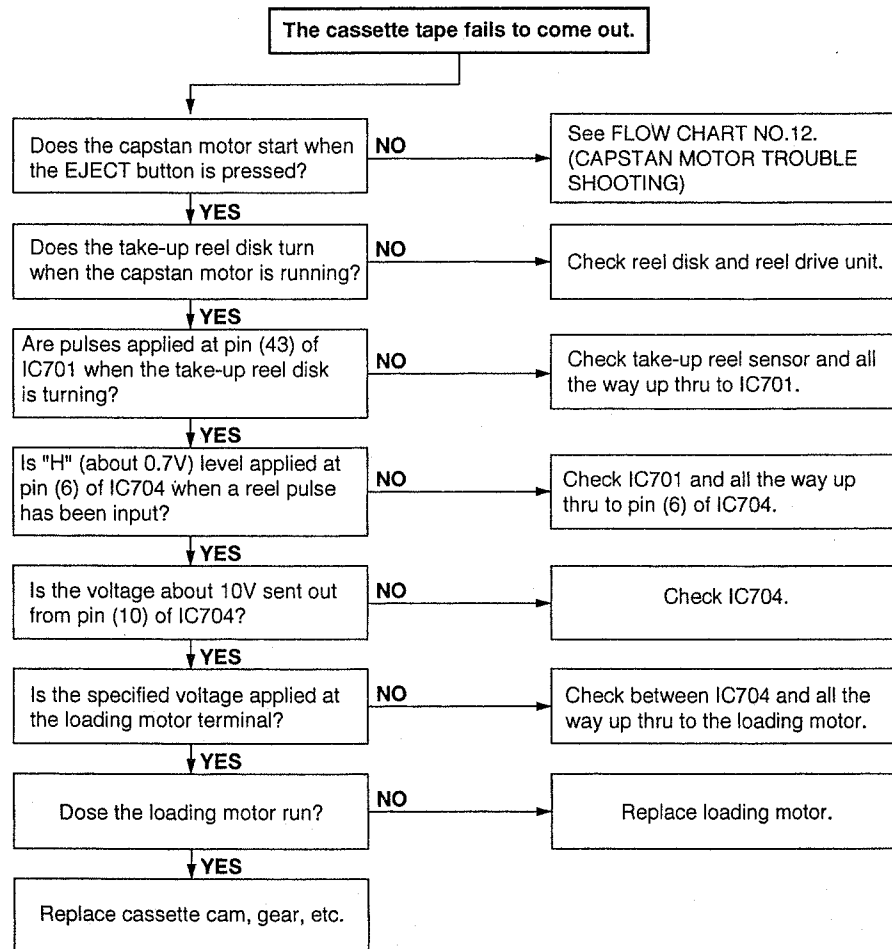 The cassette tape fails to come out.
Does the capstan motor start when
the EJECT button is pressed?
NO
See FLOW CHART NO.12.
(CAPSTAN MOTOR TROUBLE
SHOOTING)
YES
Does the take-up reel disk turn
when the capstan motor is running?
NO
Check reel disk and reel drive unit.
YES
Are pulses applied at pin (43) of
IC701 when the take-up reel disk
is turning?
NO
Check take-up reel sensor and all
the way up thru to IC701.
YES
Is "H" (about 0.7V) level applied at
pin (6) of IC704 when a reel pulse
has been input?
NO
Check IC701 and all the way up
thru to pin (6) of IC704.
YES
Is the voltage about 10V sent out
from pin (10) of IC704?
NO
Check IC704.
YES
Is the specified voltage applied at
the loading motor terminal?
NO
Check between IC704 and all the
way up thru to the loading motor.
YES
Dose the loading motor run?
NO
Replace loading motor.
YES
Replace cassette cam, gear, etc.